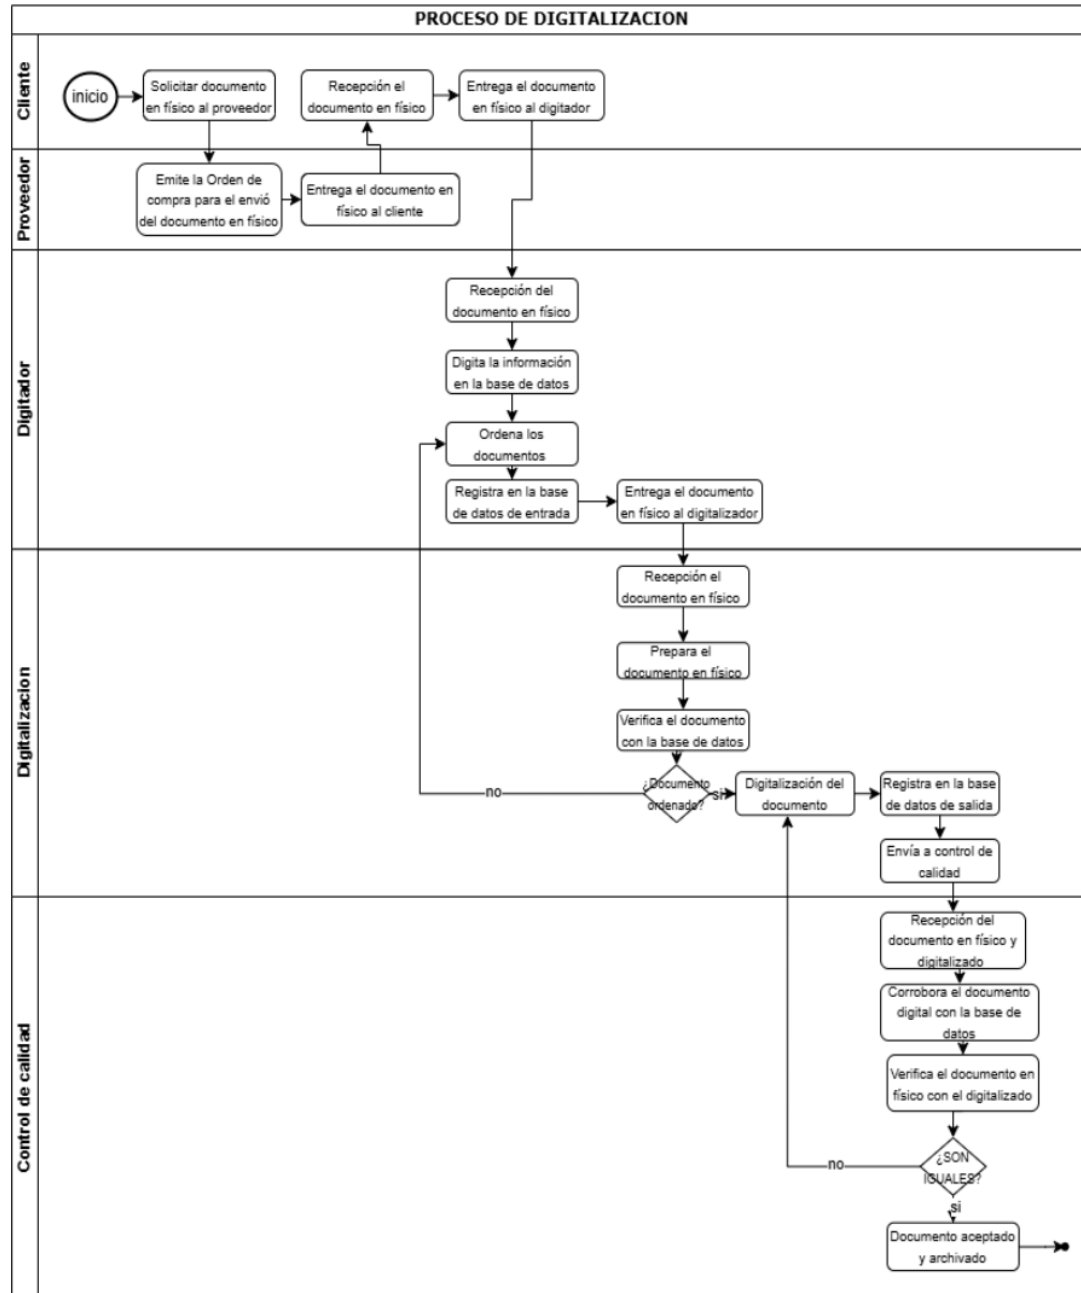 PROCESO DE DIGITALIZACION
Cliente
inicio
Solicitar documento
en físico al proveedor
Recepción el
documento en físico
Entrega el documento
en físico al digitador
Proveedor
Emite la Orden de
compra para el envió
del documento en físico
Entrega el documento en
físico al cliente
Digitador
Recepción del
documento en físico
Digita la información
en la base de datos
Ordena los
documentos
Registra en la base
de datos de entrada
Entrega el documento
en físico al digitalizador
Digitalizacion
Recepción el
documento en físico
Prepara el
documento en físico
Verifica el documento
con la base de datos
¿Documento
ordenado?
no
si
Digitalización del
documento
Registra en la base
de datos de salida
Envía a control de
calidad
Control de calidad
Recepción del
documento en físico y
digitalizado
Corrobora el documento
digital con la base de
datos
Verifica el documento en
físico con el digitalizado
¿SON
IGUALES?
no
si
Documento aceptado
y archivado